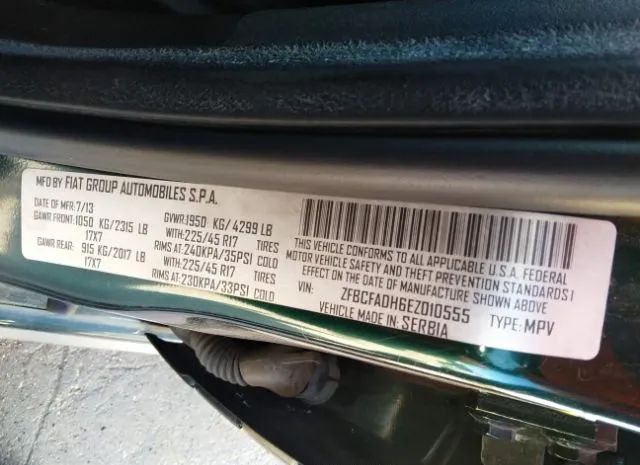 MFD BY FIAT GROUP AUTOMOBILES S.P.A.
DATE OF MFR: 7/13 GVWR: 1950 KG/ 4299 LB
GAWR FRONT: 1050 KG/2315 LB WITH: 225/45 R17 TIRES
17X7 RIMS AT: 240KPA/35PSI COLD
GAWR REAR: 915 KG/2017 LB WITH: 225/45 R17 TIRES
17X7 RIMS AT: 230KPA/33PSI COLD
THIS VEHICLE CONFORMS TO ALL APPLICABLE U.S.A. FEDERAL
MOTOR VEHICLE SAFETY AND THEFT PREVENTION STANDARDS I
EFFECT ON THE DATE OF MANUFACTURE SHOWN ABOVE
VIN: ZFBCFADH6EZ010555 TYPE: MPV
VEHICLE MADE IN SERBIA